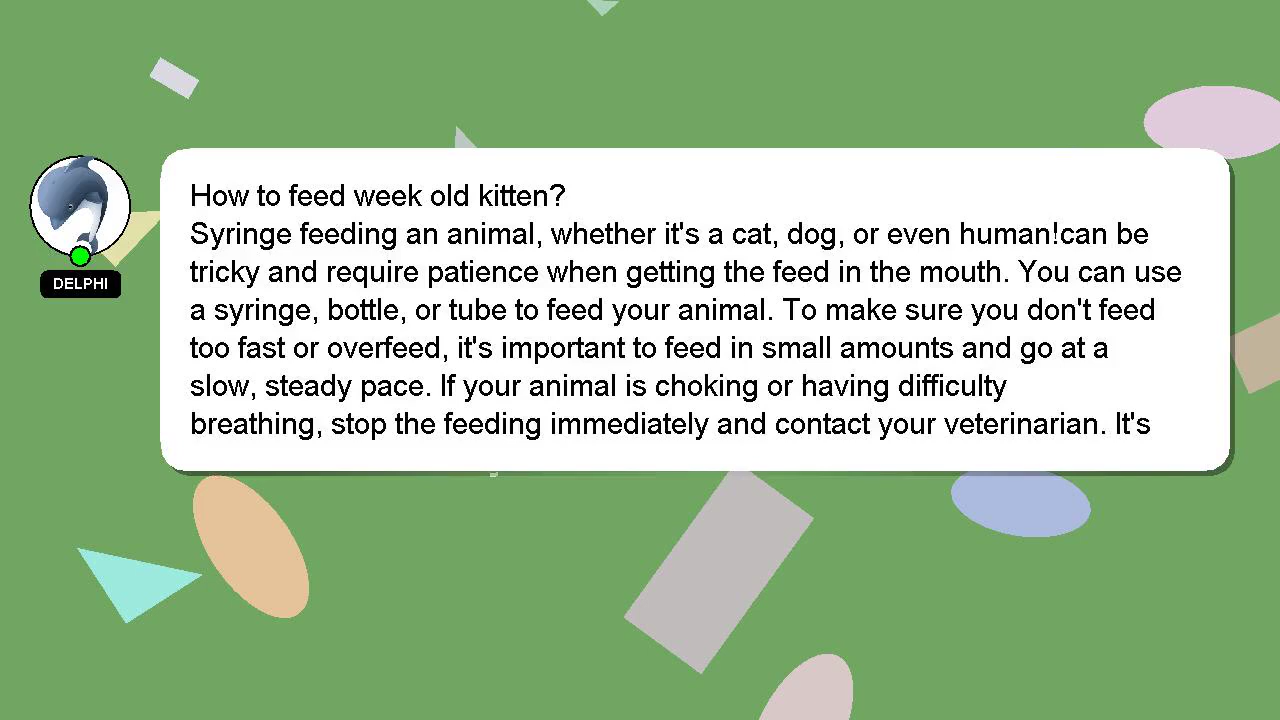 How to feed week old kitten?
Syringe feeding an animal, whether it's a cat, dog, or even human!can be
tricky and require patience when getting the feed in the mouth. You can use
a syringe, bottle, or tube to feed your animal. To make sure you don't feed
too fast or overfeed, it's important to feed in small amounts and go at a
slow, steady pace. If your animal is choking or having difficulty
breathing, stop the feeding immediately and contact your veterinarian. It's
DELPHI